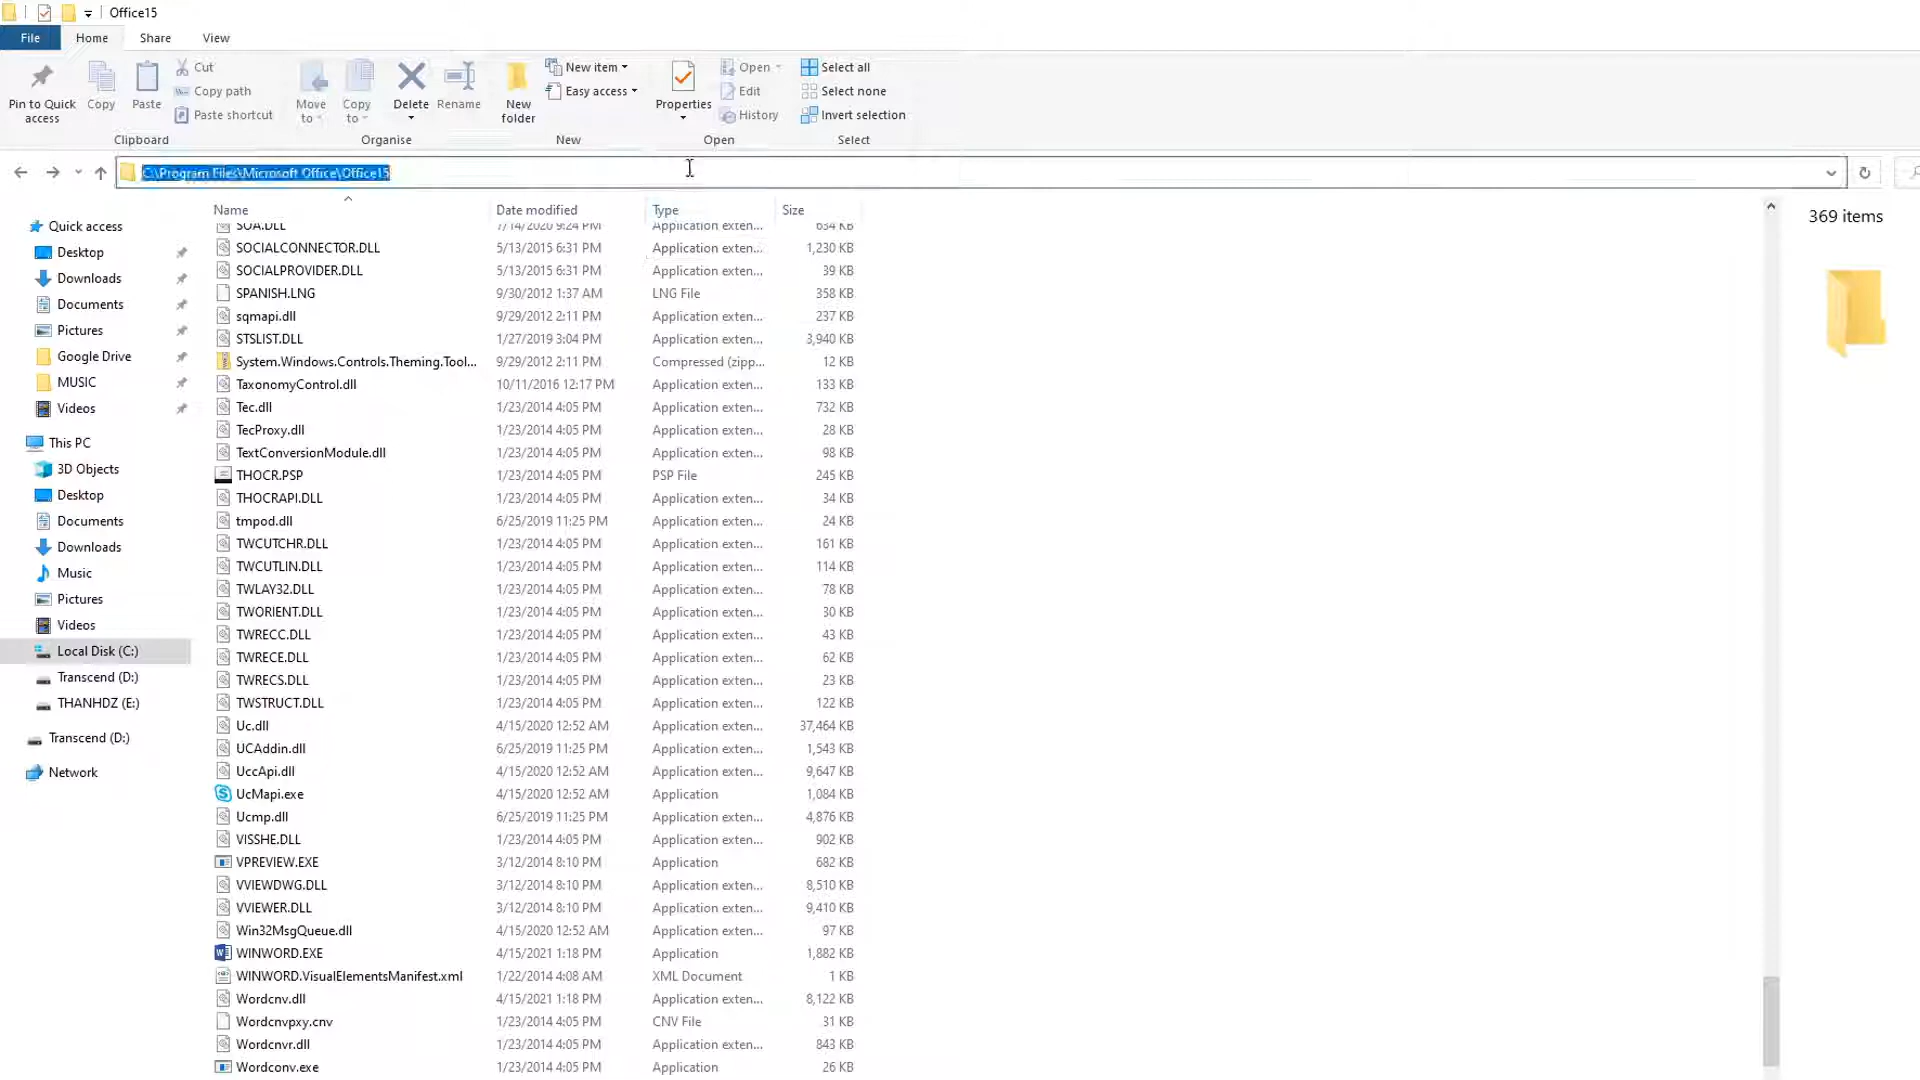 Office15
File Home Share View
Pin to Quick access
Copy
Paste
Cut
Copy path
Paste shortcut
Clipboard
Move to
Copy to
Delete
Rename
Organise
New folder
New item
Easy access
New
Properties
Open
Edit
History
Open
Select all
Select none
Invert selection
Select
C:\Program Files\Microsoft Office\Office15
Quick access
Desktop
Downloads
Documents
Pictures
Google Drive
MUSIC
Videos
This PC
3D Objects
Desktop
Documents
Downloads
Music
Pictures
Videos
Local Disk (C:)
Transcend (D:)
THANHDZ (E:)
Transcend (D:)
Network
Name Date modified Type Size
SOA.DLL 7/14/2020 9:24 PM Application exten... 634 KB
SOCIALCONNECTOR.DLL 5/13/2015 6:31 PM Application exten... 1,230 KB
SOCIALPROVIDER.DLL 5/13/2015 6:31 PM Application exten... 39 KB
SPANISH.LNG 9/30/2012 1:37 AM LNG File 358 KB
sqmapi.dll 9/29/2012 2:11 PM Application exten... 237 KB
STSLIST.DLL 1/27/2019 3:04 PM Application exten... 3,940 KB
System.Windows.Controls.Theming.Tool... 9/29/2012 2:11 PM Compressed (zipp... 12 KB
TaxonomyControl.dll 10/11/2016 12:17 PM Application exten... 133 KB
Tec.dll 1/23/2014 4:05 PM Application exten... 732 KB
TecProxy.dll 1/23/2014 4:05 PM Application exten... 28 KB
TextConversionModule.dll 1/23/2014 4:05 PM Application exten... 98 KB
THOCR.PSP 1/23/2014 4:05 PM PSP File 245 KB
THOCRAPI.DLL 1/23/2014 4:05 PM Application exten... 34 KB
tmpod.dll 6/25/2019 11:25 PM Application exten... 24 KB
TWCUTCHR.DLL 1/23/2014 4:05 PM Application exten... 161 KB
TWCUTLIN.DLL 1/23/2014 4:05 PM Application exten... 114 KB
TWLAY32.DLL 1/23/2014 4:05 PM Application exten... 78 KB
TWORIENT.DLL 1/23/2014 4:05 PM Application exten... 30 KB
TWRECC.DLL 1/23/2014 4:05 PM Application exten... 43 KB
TWRECE.DLL 1/23/2014 4:05 PM Application exten... 62 KB
TWRECS.DLL 1/23/2014 4:05 PM Application exten... 23 KB
TWSTRUCT.DLL 1/23/2014 4:05 PM Application exten... 122 KB
Uc.dll 4/15/2020 12:52 AM Application exten... 37,464 KB
UCAddin.dll 6/25/2019 11:25 PM Application exten... 1,543 KB
UccApi.dll 4/15/2020 12:52 AM Application exten... 9,647 KB
UcMapi.exe 4/15/2020 12:52 AM Application 1,084 KB
Ucmp.dll 6/25/2019 11:25 PM Application exten... 4,876 KB
VISSHE.DLL 1/23/2014 4:05 PM Application exten... 902 KB
VPREVIEW.EXE 3/12/2014 8:10 PM Application 682 KB
VVIEWDWG.DLL 3/12/2014 8:10 PM Application exten... 8,510 KB
VVIEWER.DLL 3/12/2014 8:10 PM Application exten... 9,410 KB
Win32MsgQueue.dll 4/15/2020 12:52 AM Application exten... 97 KB
WINWORD.EXE 4/15/2021 1:18 PM Application 1,882 KB
WINWORD.VisualElementsManifest.xml 1/22/2014 4:08 AM XML Document 1 KB
Wordcnv.dll 4/15/2021 1:18 PM Application exten... 8,122 KB
Wordcnvpxy.cnv 1/23/2014 4:05 PM CNV File 31 KB
Wordcnvr.dll 1/23/2014 4:05 PM Application exten... 843 KB
Wordconv.exe 1/23/2014 4:05 PM Application 26 KB
369 items